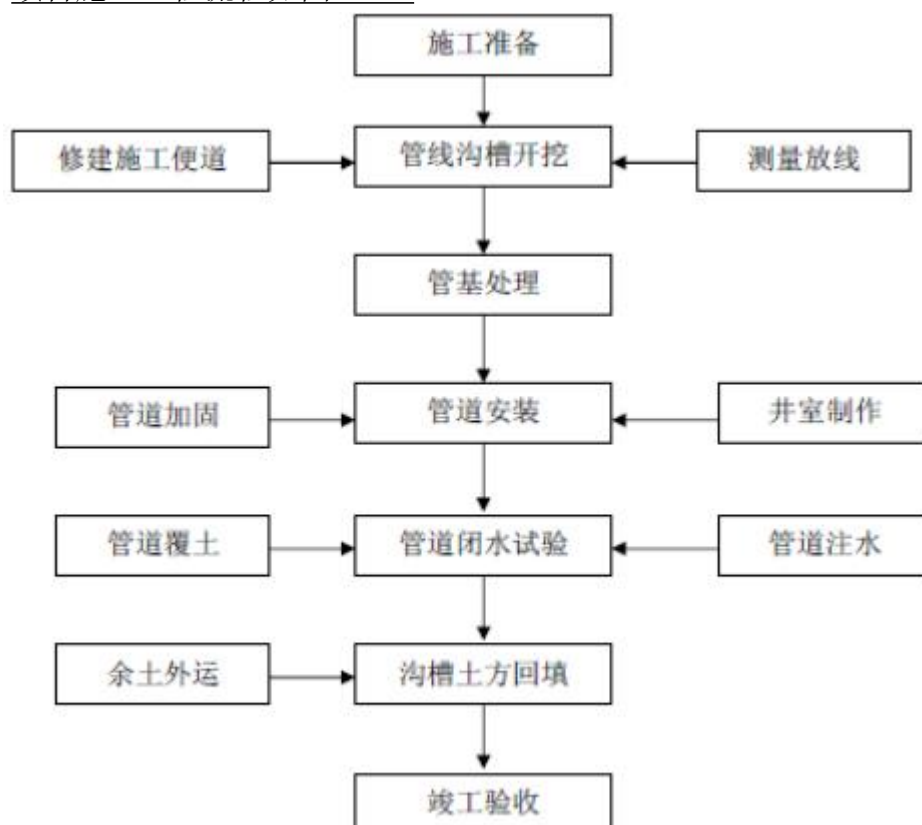 施工准备
修建施工便道
管线沟槽开挖
测量放线
管基处理
管道加固
管道安装
井室制作
管道覆土
管道闭水试验
管道注水
余土外运
沟槽土方回填
竣工验收